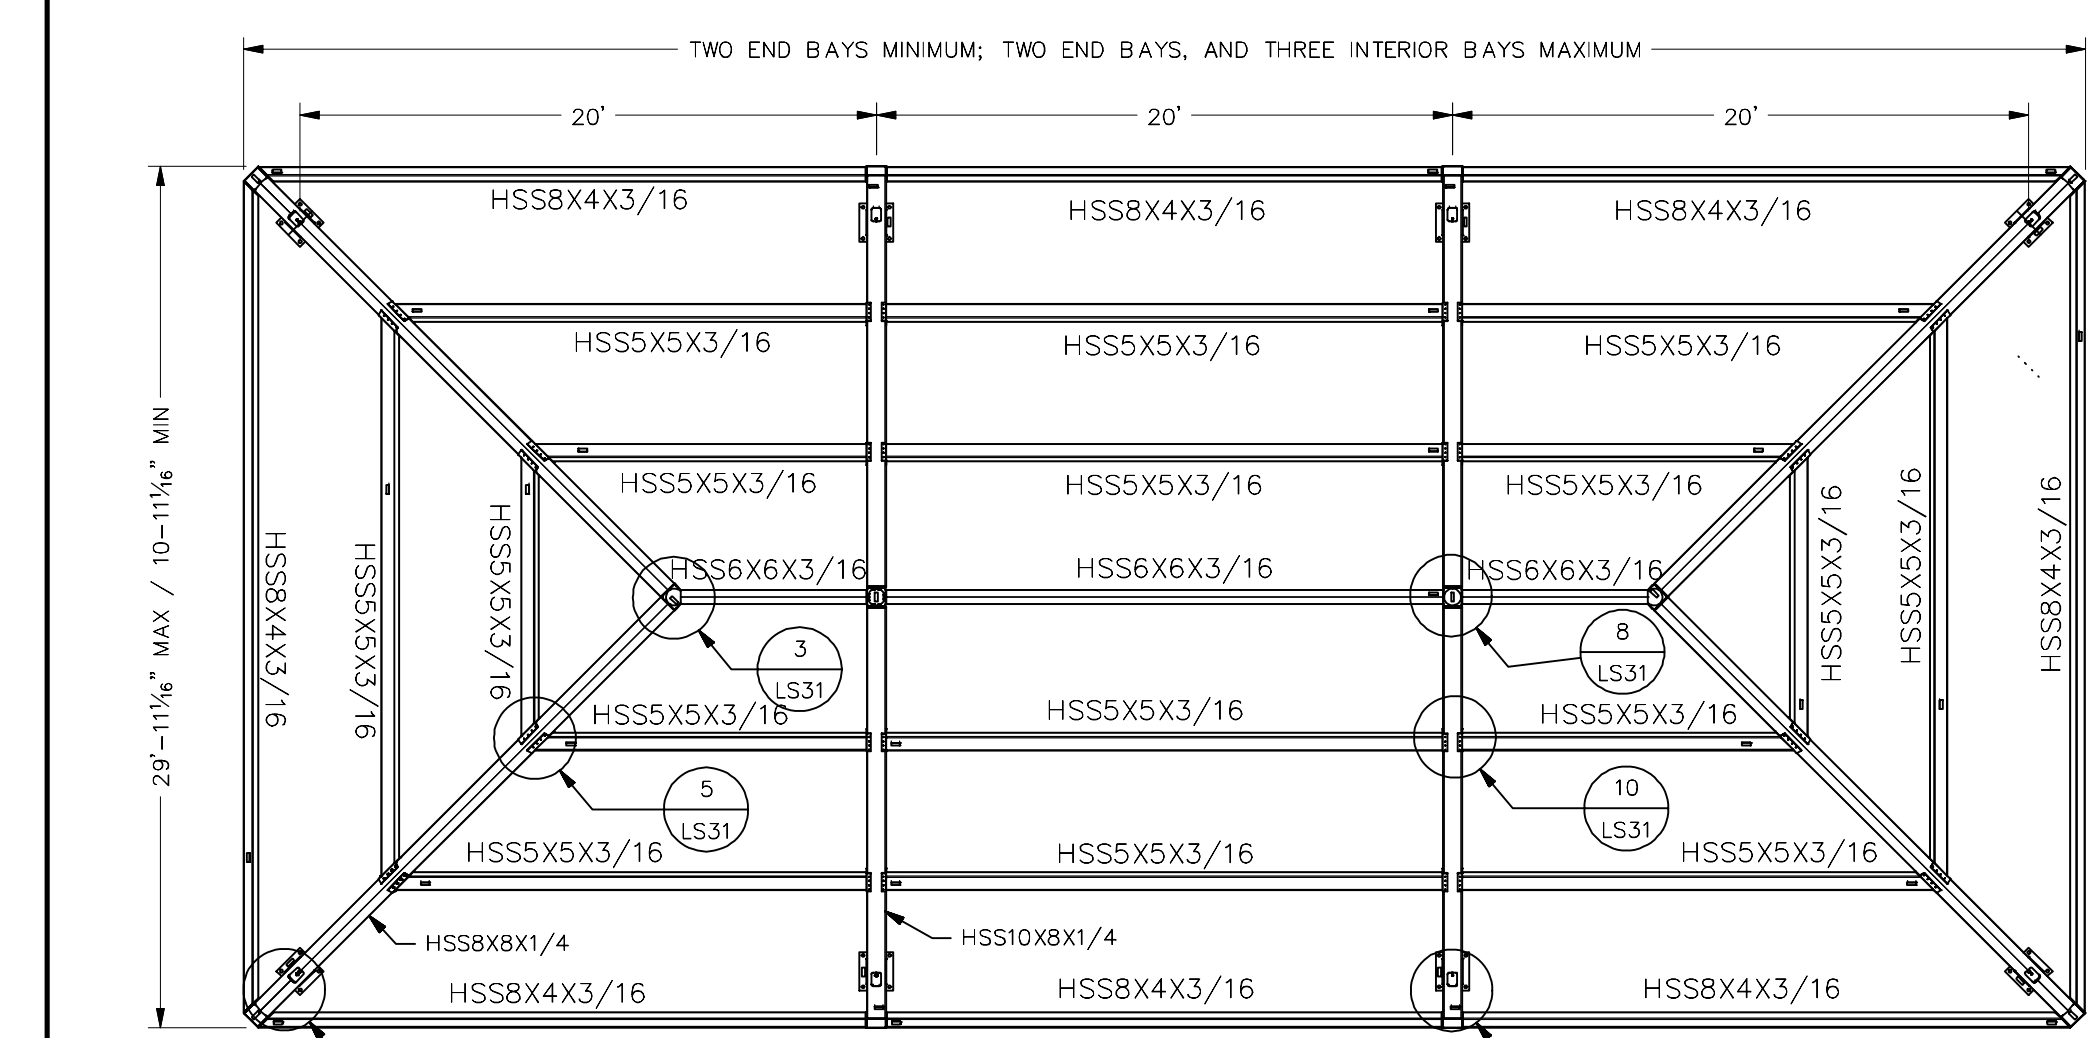 TWO END BAYS MINIMUM; TWO END BAYS, AND THREE INTERIOR BAYS MAXIMUM
20' 20' 20'
HSS8X4X3/16 HSS8X4X3/16 HSS8X4X3/16
HSS5X5X3/16 HSS5X5X3/16 HSS5X5X3/16
HSS5X5X3/16 HSS5X5X3/16 HSS5X5X3/16
HSS6X6X3/16 HSS6X6X3/16 HSS6X6X3/16
29'-11 1/16" MAX / 10-11 1/16" MIN
HSS8X4X3/16
HSS5X5X3/16
HSS5X5X3/16
HSS5X5X3/16
HSS5X5X3/16
HSS8X4X3/16
3
LS31
8
LS31
HSS5X5X3/16 HSS5X5X3/16 HSS5X5X3/16
5
LS31
10
LS31
HSS5X5X3/16 HSS5X5X3/16 HSS5X5X3/16
HSS8X8X1/4 HSS10X8X1/4
HSS8X4X3/16 HSS8X4X3/16 HSS8X4X3/16